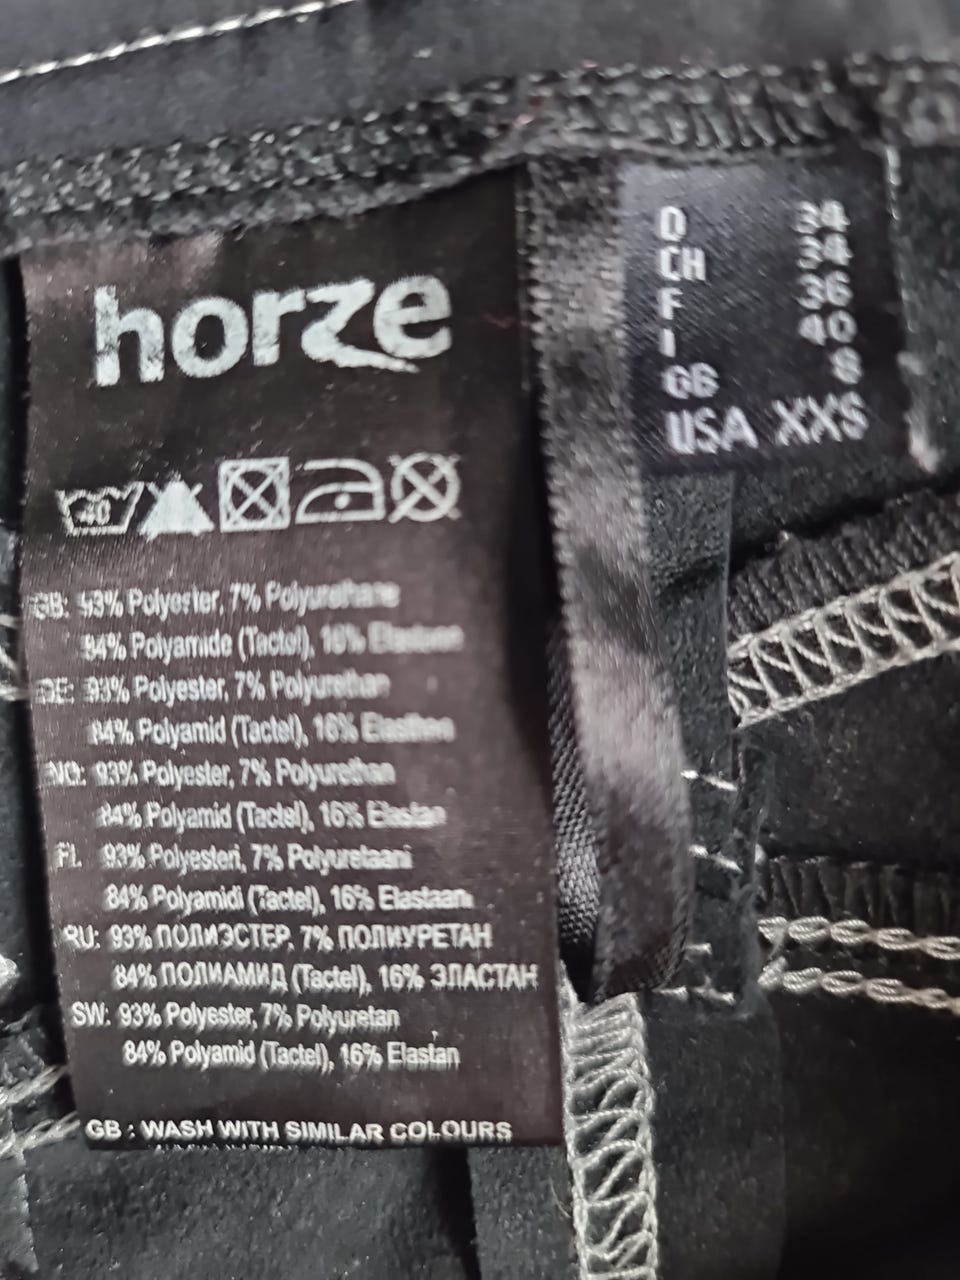 horze
40
GB: 93% Polyester, 7% Polyurethane
84% Polyamide (Tactel), 16% Elastane
DE: 93% Polyester, 7% Polyurethan
84% Polyamid (Tactel), 16% Elasthen
NO: 93% Polyester, 7% Polyurethan
84% Polyamid (Tactel), 16% Elastan
FI. 93% Polyesteri, 7% Polyuretaani
84% Polyamidi (Tactel), 16% Elastaani
RU: 93% ПОЛИЭСТЕР, 7% ПОЛИУРЕТАН
84% ПОЛИАМИД (Tactel), 16% ЭЛАСТАН
SW: 93% Polyester, 7% Polyuretan
84% Polyamid (Tactel), 16% Elastan
GB : WASH WITH SIMILAR COLOURS
D 34
CH 34
F 36
I 40
GB 8
USA XXS